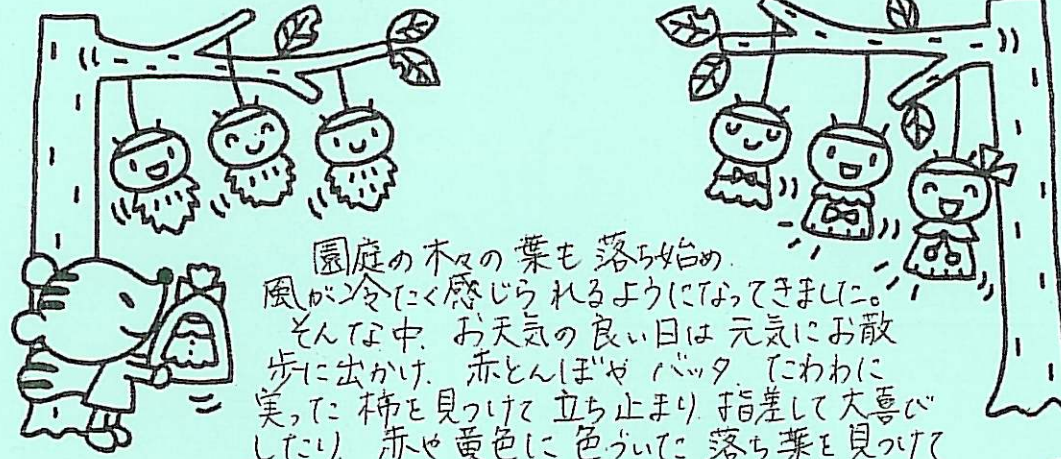 園庭の木々の葉も落ち始め、
風が冷たく感じられるようになってきました。
そんな中、お天気の良い日は元気にお散
歩に出かけ、赤とんぼやバッタ、たわわに
実った柿を見つけて立ち止まり、指差して大喜び
したり、赤や黄色に色づいた落ち葉を見つけて